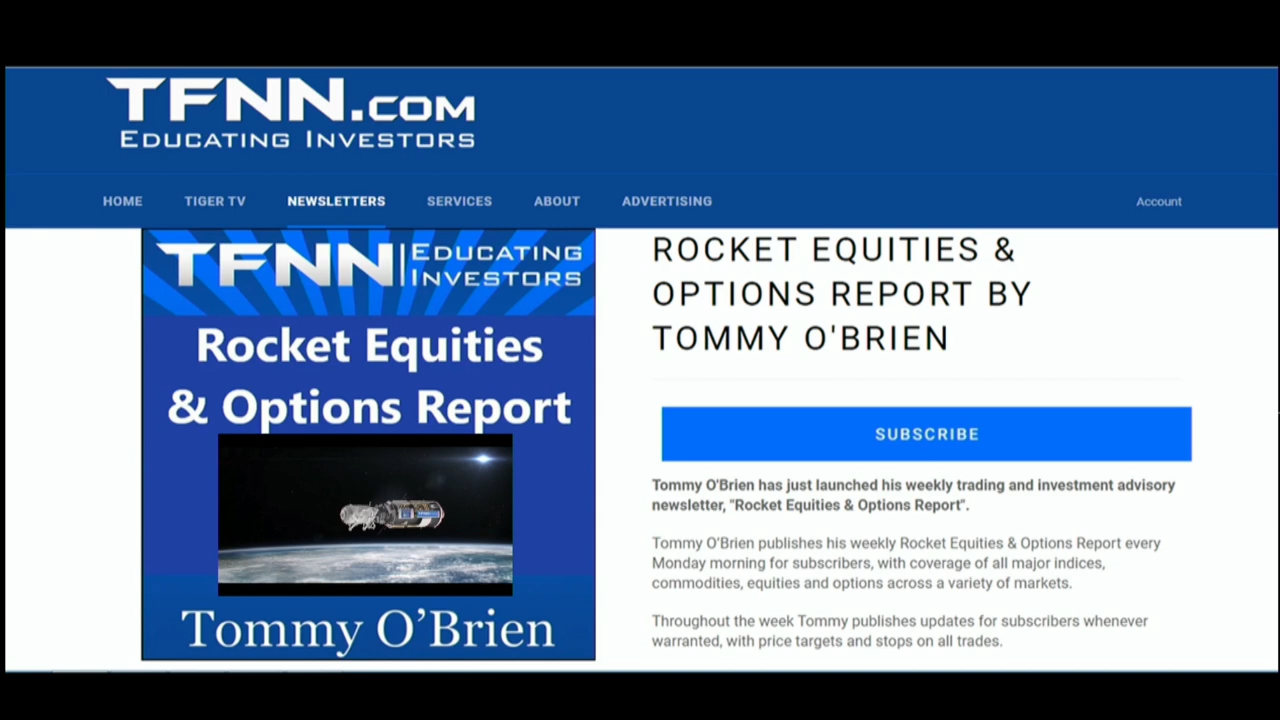 TFNN.COM
EDUCATING INVESTORS
HOME TIGER TV NEWSLETTERS SERVICES ABOUT ADVERTISING Account
TFNN EDUCATING
INVESTORS
Rocket Equities
& Options Report
Tommy O’Brien
ROCKET EQUITIES &
OPTIONS REPORT BY
TOMMY O'BRIEN
SUBSCRIBE
Tommy O'Brien has just launched his weekly trading and investment advisory
newsletter, "Rocket Equities & Options Report".
Tommy O'Brien publishes his weekly Rocket Equities & Options Report every
Monday morning for subscribers, with coverage of all major indices,
commodities, equities and options across a variety of markets.
Throughout the week Tommy publishes updates for subscribers whenever
warranted, with price targets and stops on all trades.